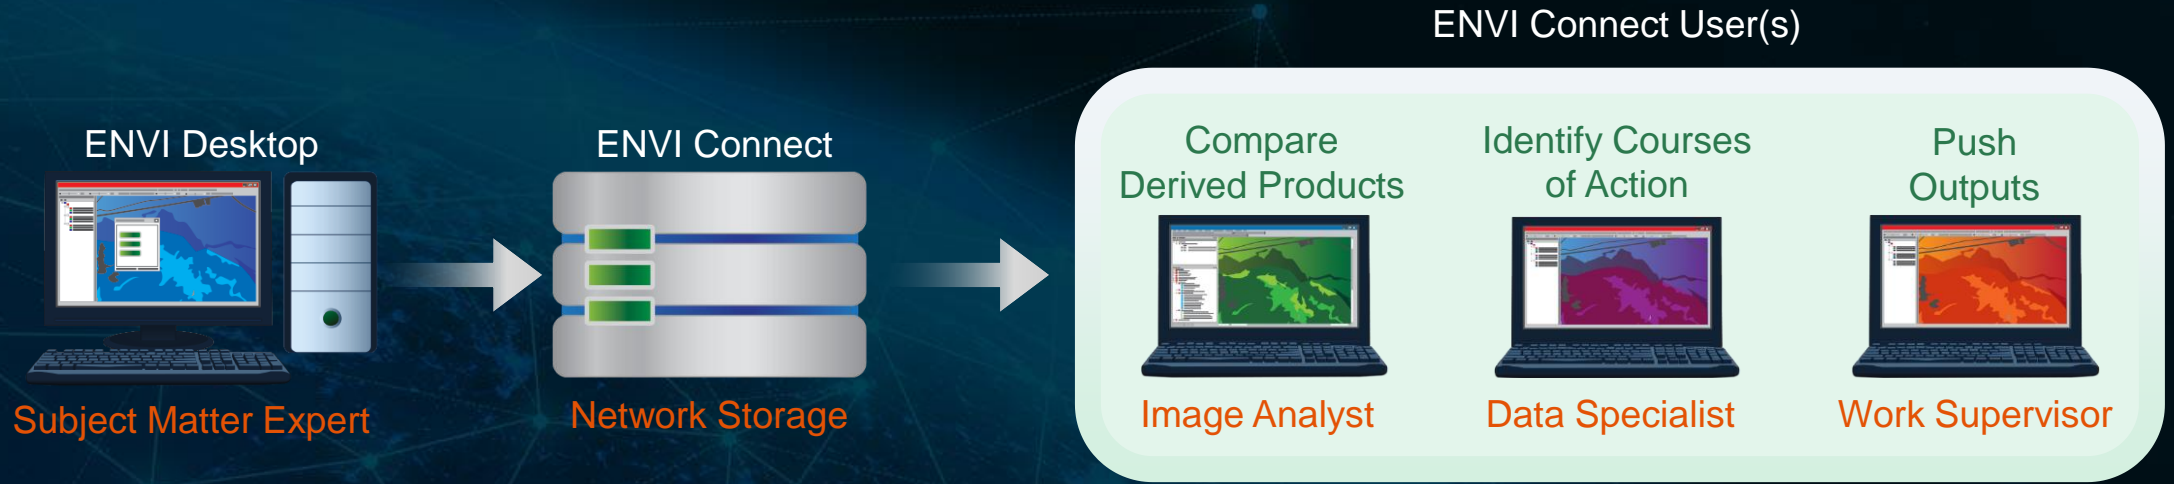 ENVI Connect User(s)
ENVI Desktop
Subject Matter Expert
ENVI Connect
Network Storage
Compare
Derived Products
Image Analyst
Identify Courses
of Action
Data Specialist
Push
Outputs
Work Supervisor